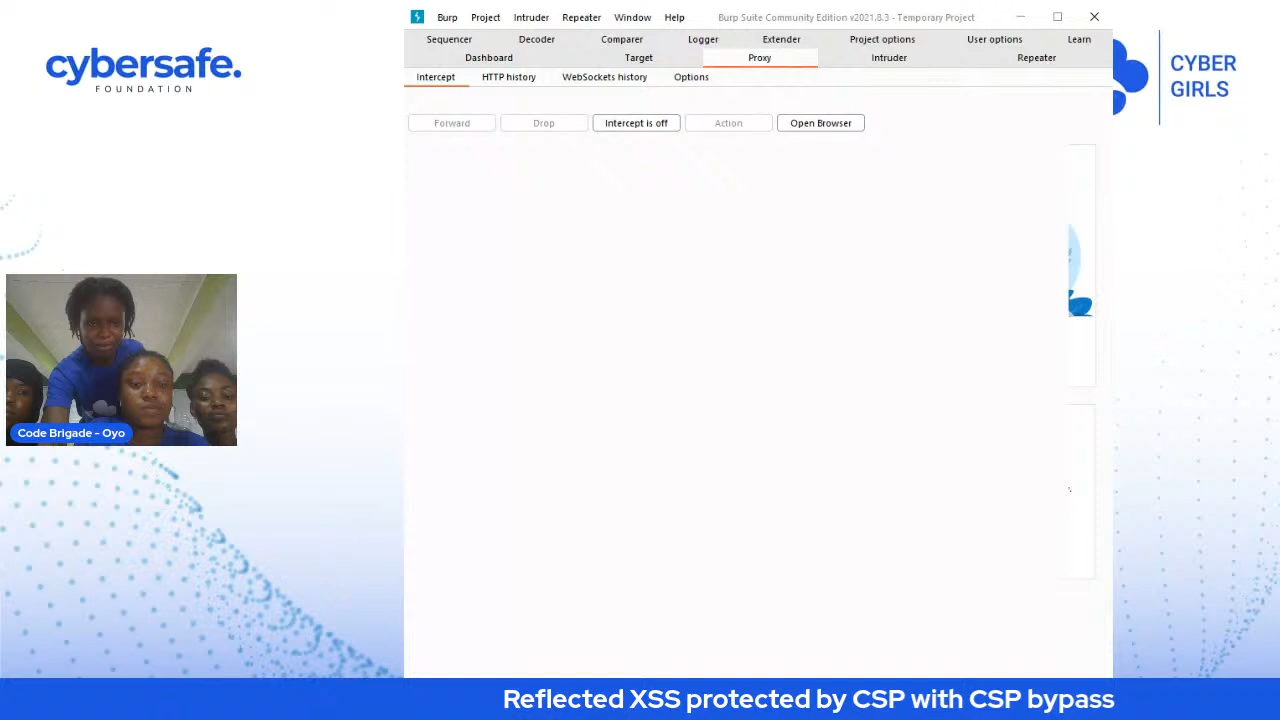 cybersafe.
FOUNDATION
Burp Project Intruder Repeater Window Help Burp Suite Community Edition v2021.8.3 - Temporary Project
Sequencer Decoder Comparer Logger Extender Project options User options Learn
Dashboard Target Proxy Intruder Repeater
Intercept HTTP history WebSockets history Options
Forward Drop Intercept is off Action Open Browser
CYBER
GIRLS
Code Brigade - Oyo
Reflected XSS protected by CSP with CSP bypass